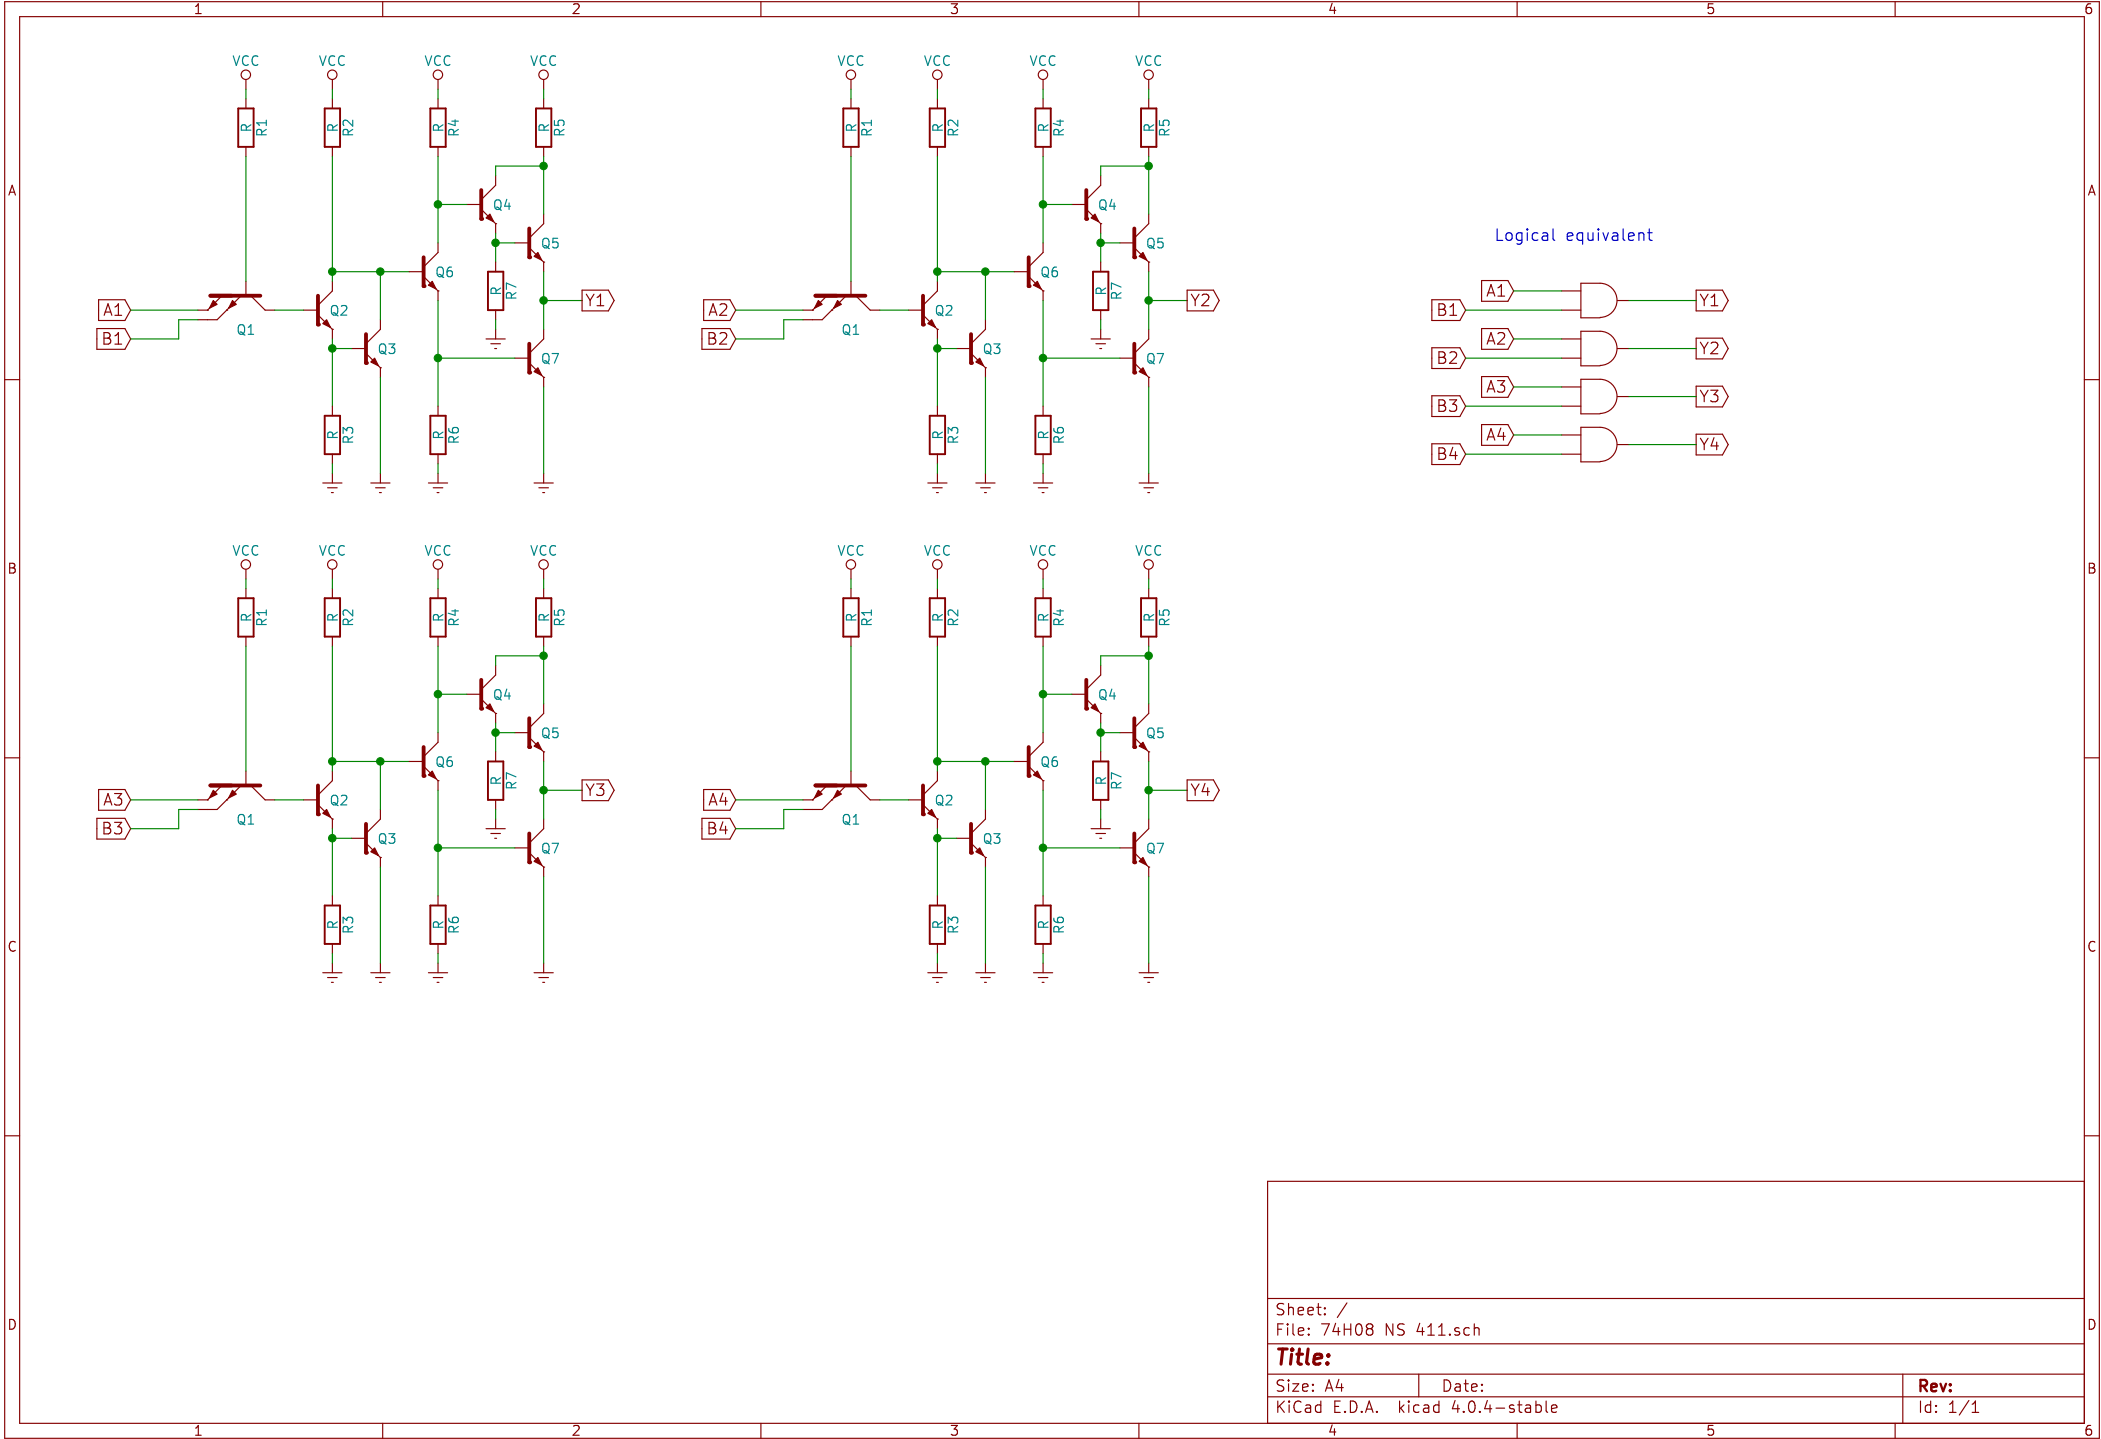 1 2 3 4 5 6
A
B
C
D
A
B
C
D
VCC VCC VCC VCC
R R1 R R2 R R4 R R5
Q4
Q5
Q6
R R7
A1
B1
Q1
Q2
Q3
Y1
Q7
R R3 R R6
VCC VCC VCC VCC
R R1 R R2 R R4 R R5
Q4
Q5
Q6
R R7
A2
B2
Q1
Q2
Q3
Y2
Q7
R R3 R R6
Logical equivalent
A1
B1
Y1
A2
B2
Y2
A3
B3
Y3
A4
B4
Y4
VCC VCC VCC VCC
R R1 R R2 R R4 R R5
Q4
Q5
Q6
R R7
A3
B3
Q1
Q2
Q3
Y3
Q7
R R3 R R6
VCC VCC VCC VCC
R R1 R R2 R R4 R R5
Q4
Q5
Q6
R R7
A4
B4
Q1
Q2
Q3
Y4
Q7
R R3 R R6
Sheet: /
File: 74H08 NS 411.sch
Title:
Size: A4 Date: Rev:
KiCad E.D.A. kicad 4.0.4-stable Id: 1/1
1 2 3 4 5 6